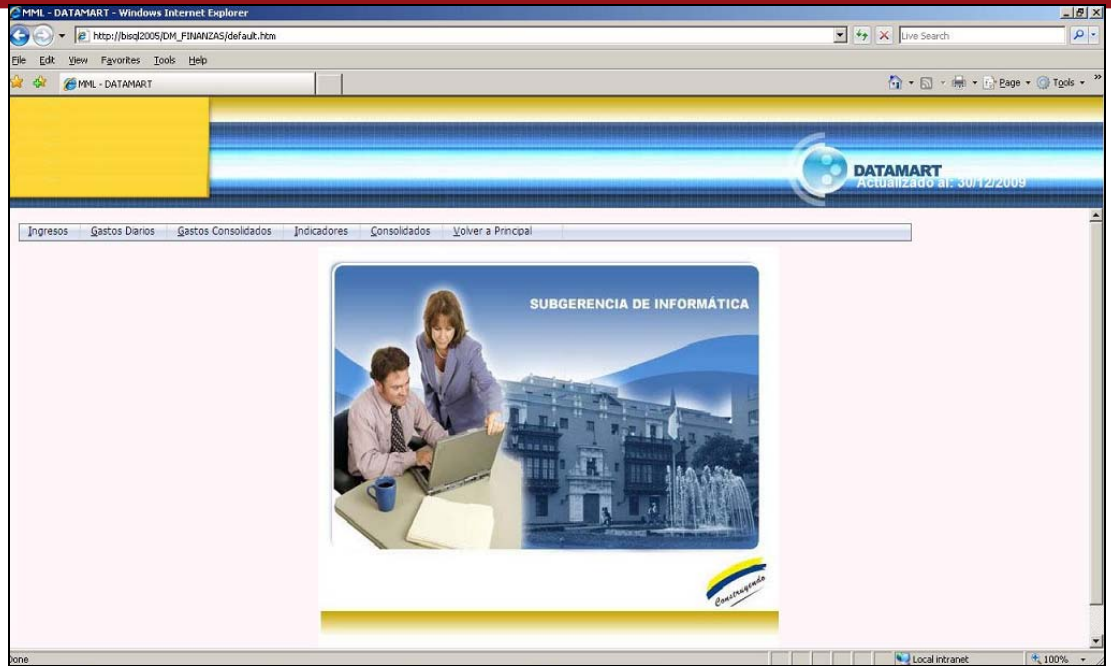 MML - DATAMART - Windows Internet Explorer
http://bisql2005/DM_FINANZAS/default.htm
Live Search
File Edit View Favorites Tools Help
MML - DATAMART
Page Tools
DATAMART
Actualizado al: 30/12/2009
Ingresos Gastos Diarios Gastos Consolidados Indicadores Consolidados Volver a Principal
SUBGERENCIA DE INFORMÁTICA
Construyendo
Done
Local intranet
100%